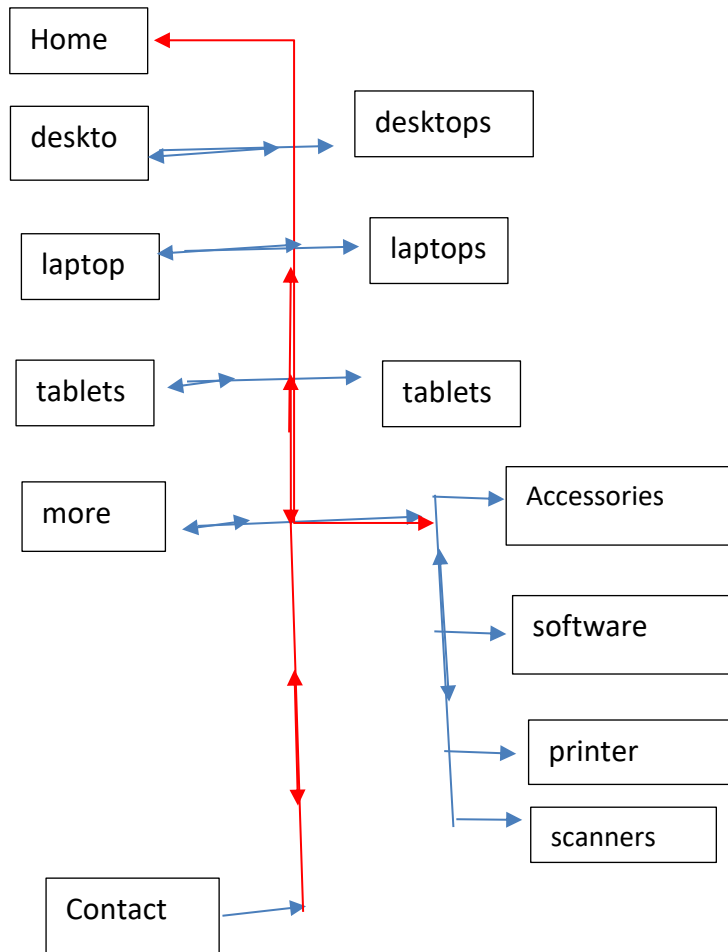 Home
deskto
desktops
laptop
laptops
tablets
tablets
more
Accessories
software
printer
scanners
Contact